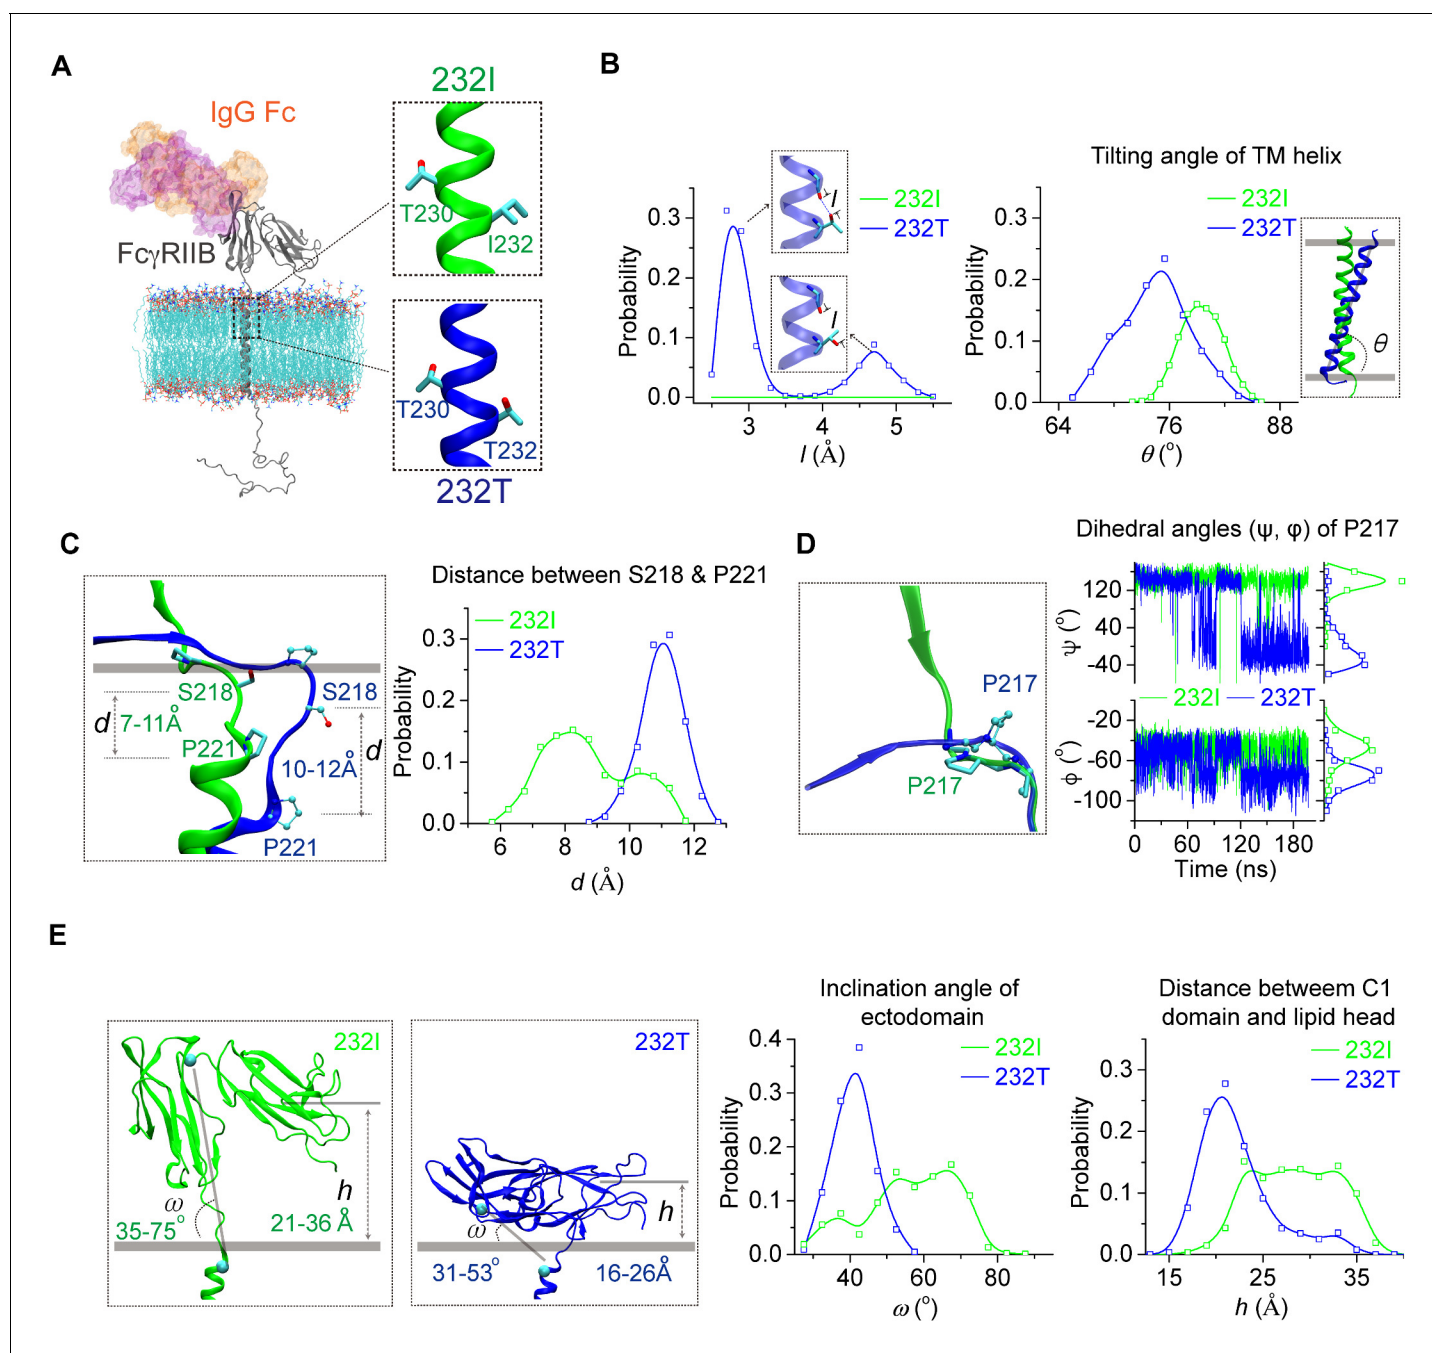 A
232I
IgG Fc
T230
I232
FcγRIIB
T230
T232
232T
B
Probability
0.3
0.2
0.1
0.0
3
4
5
l (Å)
l
l
232I
232T
Tilting angle of TM helix
232I
232T
Probability
0.3
0.2
0.1
0.0
64
76
88
θ (o)
θ
C
S218
S218
d
7-11Å
d
P221
10-12Å
P221
Distance between S218 & P221
232I
232T
Probability
0.3
0.2
0.1
0.0
6
8
10
12
d (Å)
D
P217
P217
Dihedral angles (ψ, φ) of P217
ψ (o)
120
40
-40
232I
232T
ϕ (o)
-20
-60
-100
0
60
120
180
Time (ns)
E
232I
ω
35-75o
h
21-36 Å
232T
ω
h
31-53o
16-26Å
Inclination angle of
ectodomain
232I
232T
Probability
0.4
0.3
0.2
0.1
0.0
40
60
80
ω (o)
Distance betweem C1
domain and lipid head
232I
232T
Probability
0.3
0.2
0.1
0.0
15
25
35
h (Å)